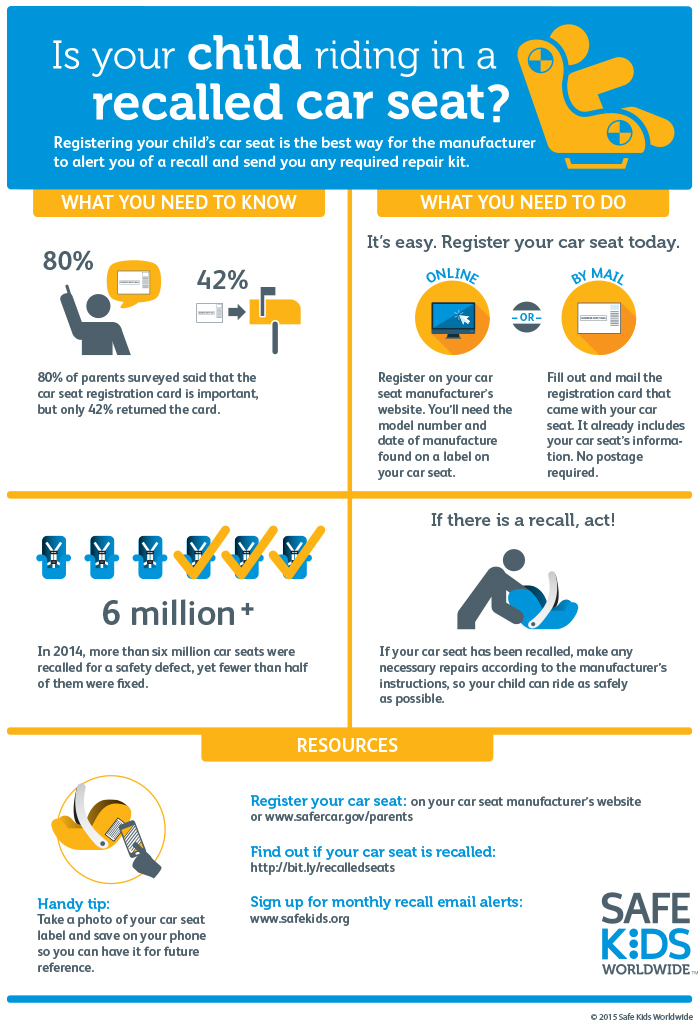 Is your child riding in a
recalled car seat?
Registering your child's car seat is the best way for the manufacturer
to alert you of a recall and send you any required repair kit.
WHAT YOU NEED TO KNOW
80%
42%
80% of parents surveyed said that the
car seat registration card is important,
but only 42% returned the card.
WHAT YOU NEED TO DO
It's easy. Register your car seat today.
ONLINE
OR
BY MAIL
Register on your car
seat manufacturer's
website. You'll need the
model number and
date of manufacture
found on a label on
your car seat.
Fill out and mail the
registration card that
came with your car
seat. It already includes
your car seat's informa-
tion. No postage
required.
6 million+
In 2014, more than six million car seats were
recalled for a safety defect, yet fewer than half
of them were fixed.
If there is a recall, act!
If your car seat has been recalled, make any
necessary repairs according to the manufacturer's
instructions, so your child can ride as safely
as possible.
RESOURCES
Handy tip:
Take a photo of your car seat
label and save on your phone
so you can have it for future
reference.
Register your car seat: on your car seat manufacturer's website
or www.safercar.gov/parents
Find out if your car seat is recalled:
http://bit.ly/recalledseats
Sign up for monthly recall email alerts:
www.safekids.org
SAFE
KIDS
WORLDWIDE™
© 2015 Safe Kids Worldwide